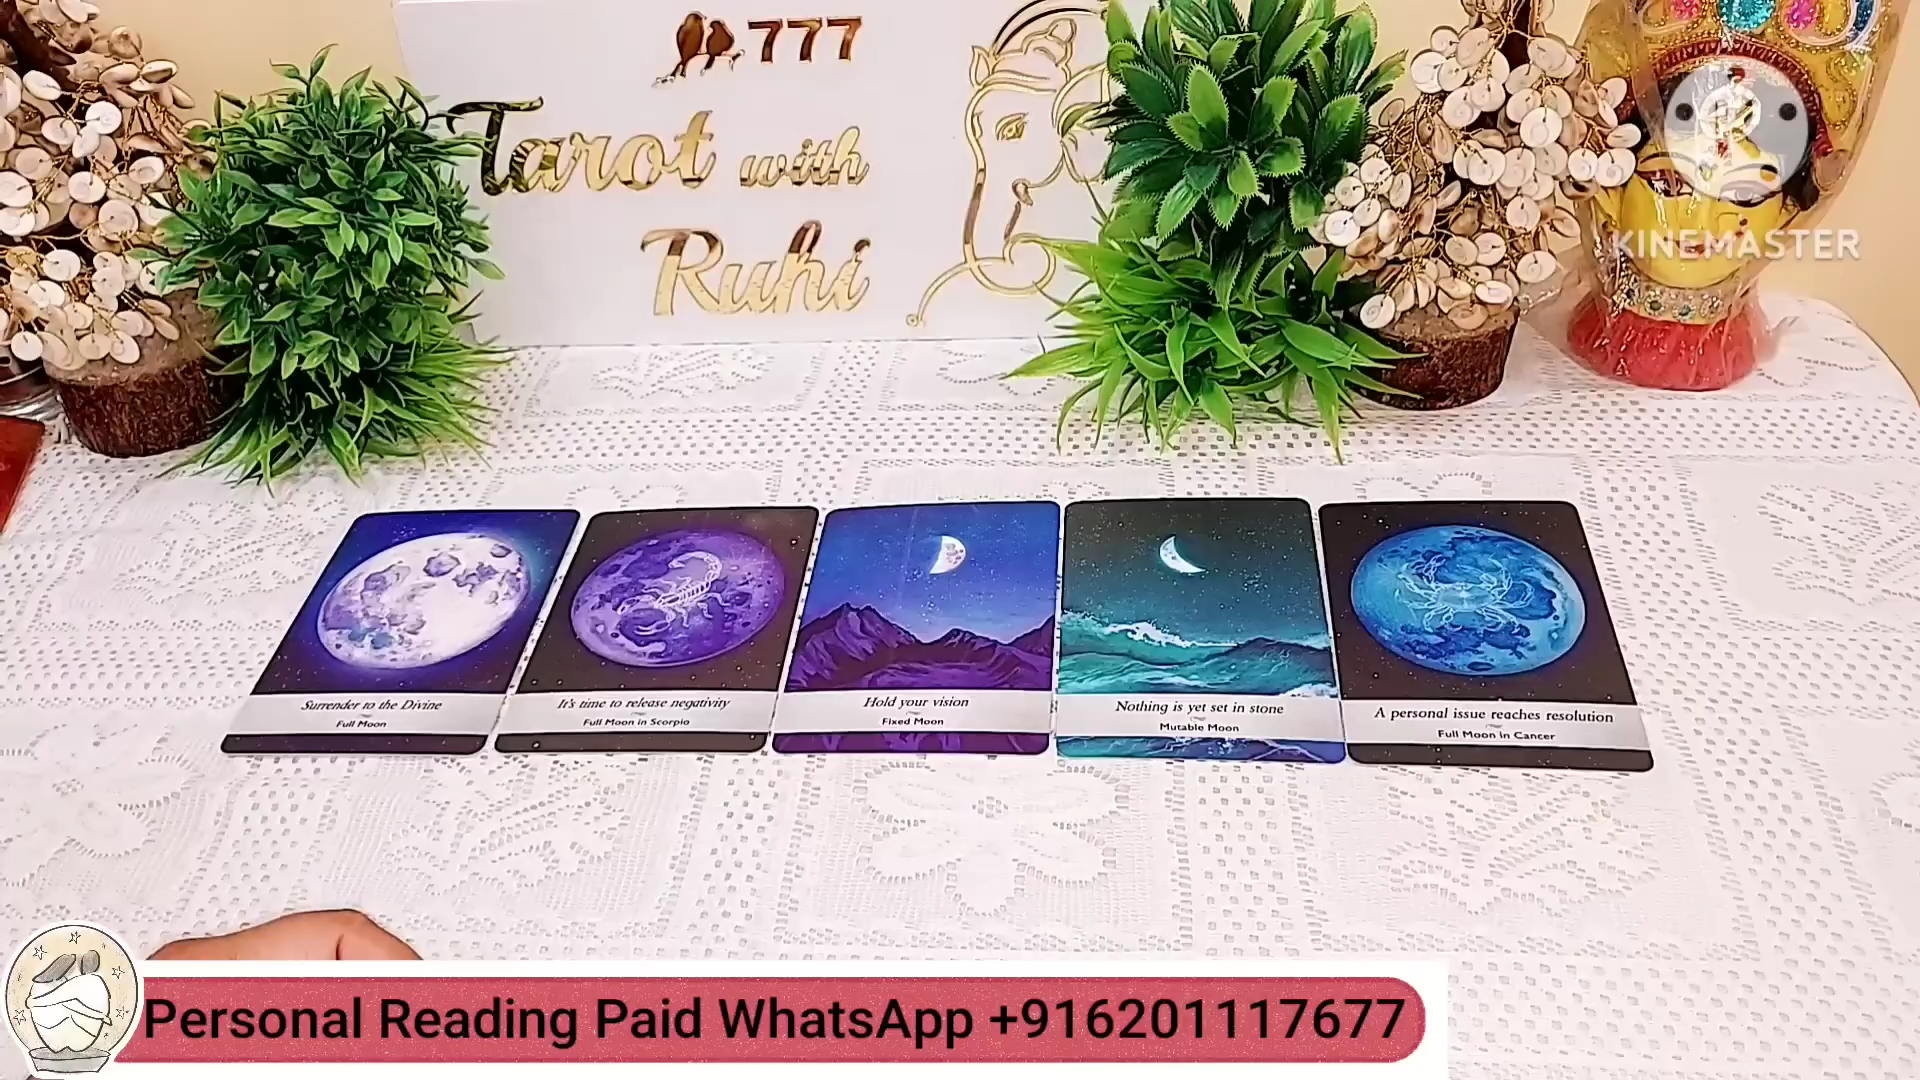 777
Tarot with
Ruhi
KINEMASTER
Surrender to the Divine
Full Moon
It's time to release negativity
Full Moon in Scorpio
Hold your vision
Fixed Moon
Nothing is yet set in stone
Mutable Moon
A personal issue reaches resolution
Full Moon in Cancer
Personal Reading Paid WhatsApp +916201117677